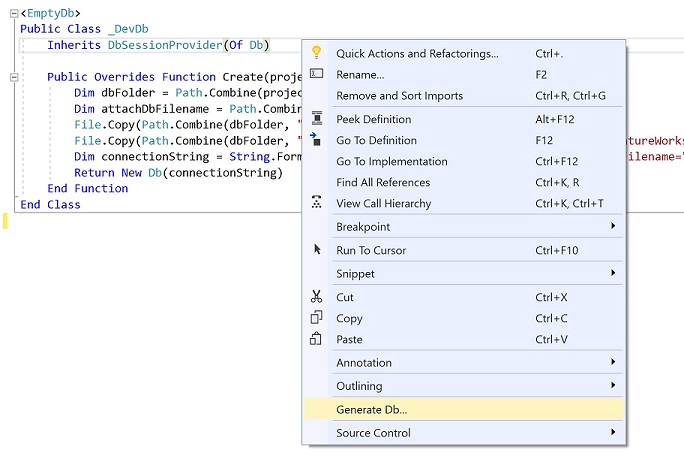 <EmptyDb>
Public Class _DevDb
Inherits DbSessionProvider(Of Db)
Public Overrides Function Create(projec
Dim dbFolder = Path.Combine(projec
Dim attachDbFilename = Path.Combin
File.Copy(Path.Combine(dbFolder, "
File.Copy(Path.Combine(dbFolder, " tureWorks
Dim connectionString = String.Form ilename="
Return New Db(connectionString)
End Function
End Class
Quick Actions and Refactorings... Ctrl+.
Rename... F2
Remove and Sort Imports Ctrl+R, Ctrl+G
Peek Definition Alt+F12
Go To Definition F12
Go To Implementation Ctrl+F12
Find All References Ctrl+K, R
View Call Hierarchy Ctrl+K, Ctrl+T
Breakpoint
Run To Cursor Ctrl+F10
Snippet
Cut Ctrl+X
Copy Ctrl+C
Paste Ctrl+V
Annotation
Outlining
Generate Db...
Source Control